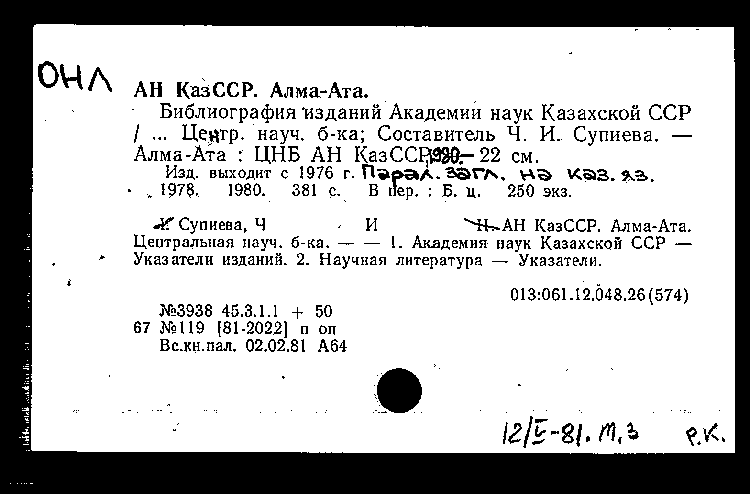 ОНЛ
АН КазССР. Алма-Ата.
Библиография изданий Академии наук Казахской ССР
/ ... Центр. науч. б-ка; Составитель Ч. И. Супиева. —
Алма-Ата : ЦНБ АН КазССР, 1980.— 22 см.
Изд. выходит с 1976 г. Парал. загл. на каз. яз.
1978. 1980. 381 с. В пер. : Б. ц. 250 экз.
I. Супиева, Ч И II. АН КазССР. Алма-Ата.
Центральная науч. б-ка. — — 1. Академия наук Казахской ССР —
Указатели изданий. 2. Научная литература — Указатели.
013:061.12.048.26(574)
№3938 45.3.1.1 + 50
67 №119 [81-2022] п оп
Вс.кн.пал. 02.02.81 А64
12/V-81. М.З Р.К.